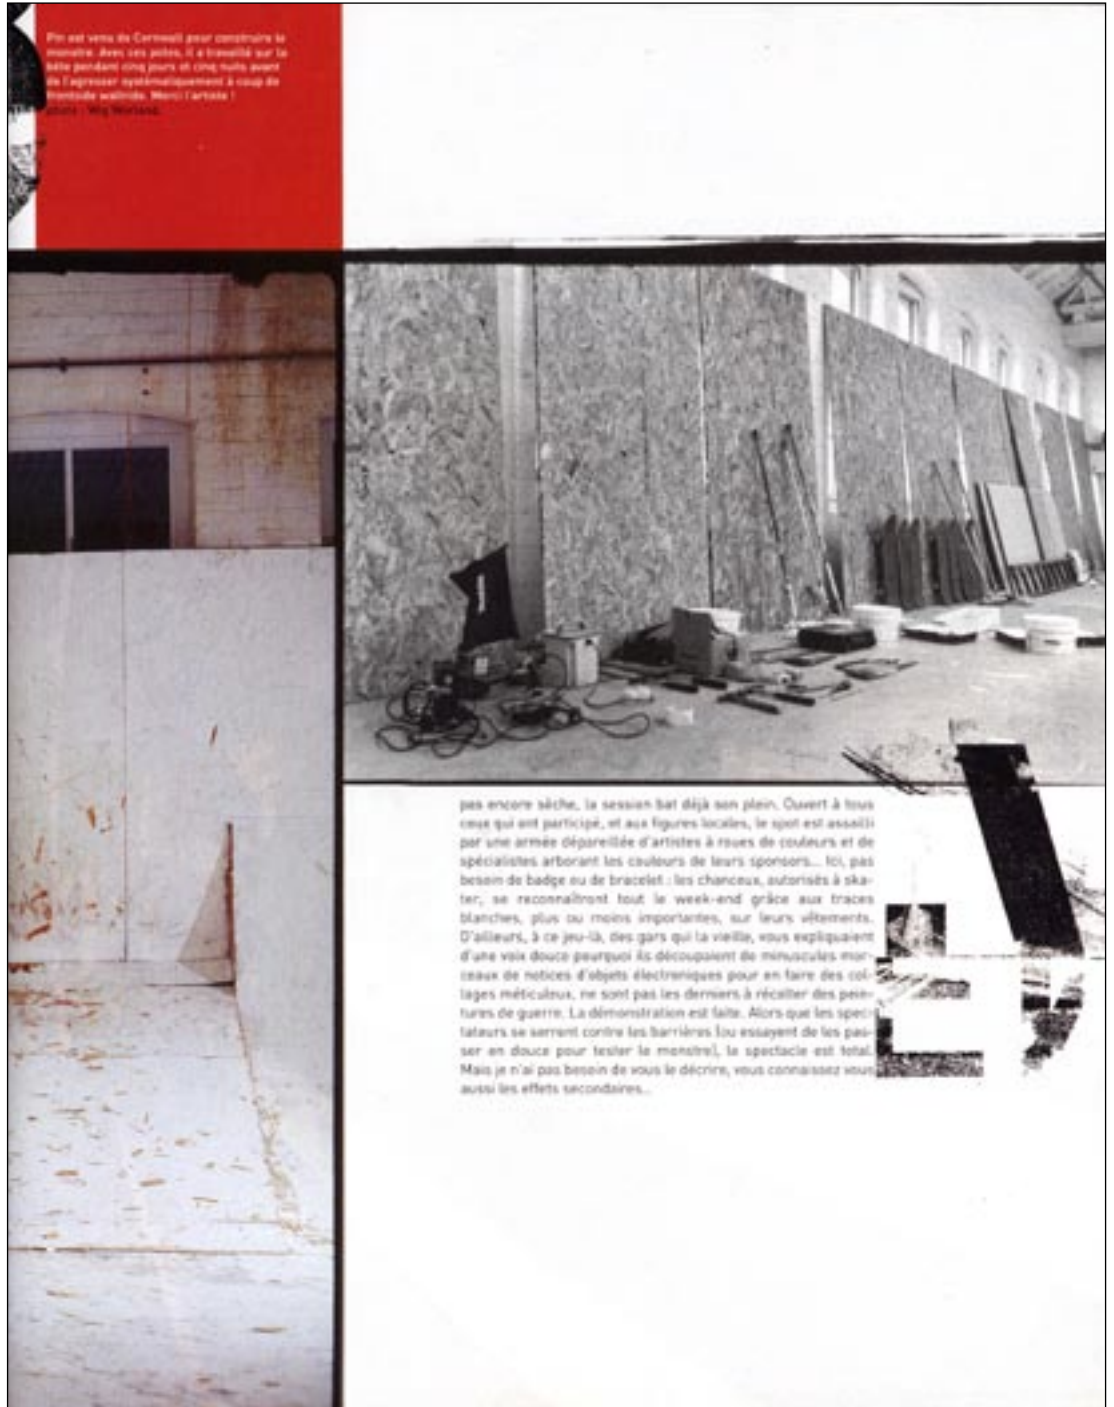 Pin est venu de Cornwall pour construire le
monstre. Avec ses potes, il a travaillé sur la
bête pendant cinq jours et cinq nuits avant
de l'agresser systématiquement à coup de
frontside wallride. Merci l'artiste !
photo : Wig Worland.
pas encore sèche, la session bat déjà son plein. Ouvert à tous
ceux qui ont participé, et aux figures locales, le spot est assailli
par une armée dépareillée d'artistes à roues de couleurs et de
spécialistes arborant les couleurs de leurs sponsors... Ici, pas
besoin de badge ou de bracelet : les chanceux, autorisés à ska-
ter, se reconnaîtront tout le week-end grâce aux traces
blanches, plus ou moins importantes, sur leurs vêtements.
D'ailleurs, à ce jeu-là, des gars qui la vieille, vous expliquaient
d'une voix douce pourquoi ils découpaient de minuscules mor-
ceaux de notices d'objets électroniques pour en faire des col-
lages méticuleux, ne sont pas les derniers à récolter des pein-
tures de guerre. La démonstration est faite. Alors que les spec-
tateurs se serrent contre les barrières (ou essayent de les pas-
ser en douce pour tester le monstre), le spectacle est total.
Mais je n'ai pas besoin de vous le décrire, vous connaissez vous
aussi les effets secondaires...